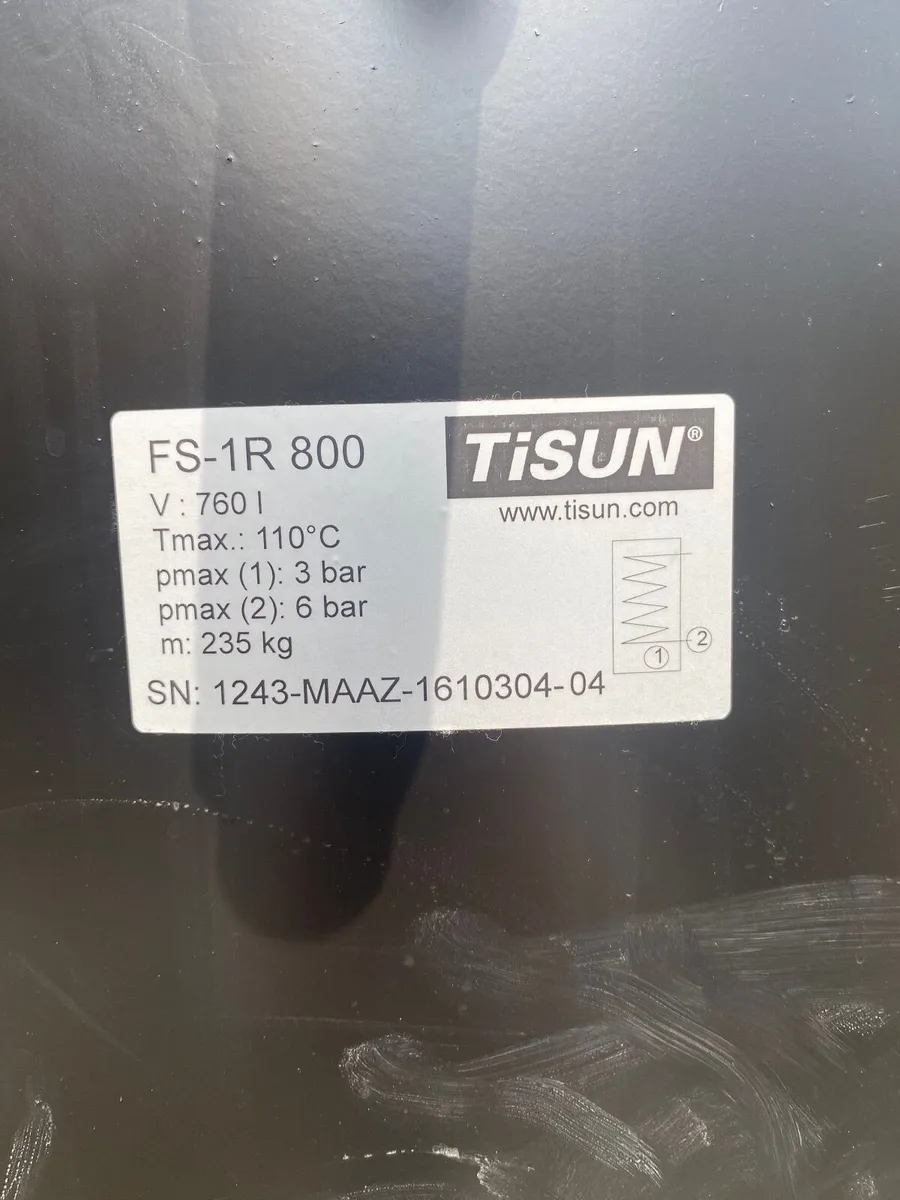 FS-1R 800
TiSUN®
www.tisun.com
V : 760 l
Tmax.: 110°C
pmax (1): 3 bar
pmax (2): 6 bar
m: 235 kg
1
2
SN: 1243-MAAZ-1610304-04